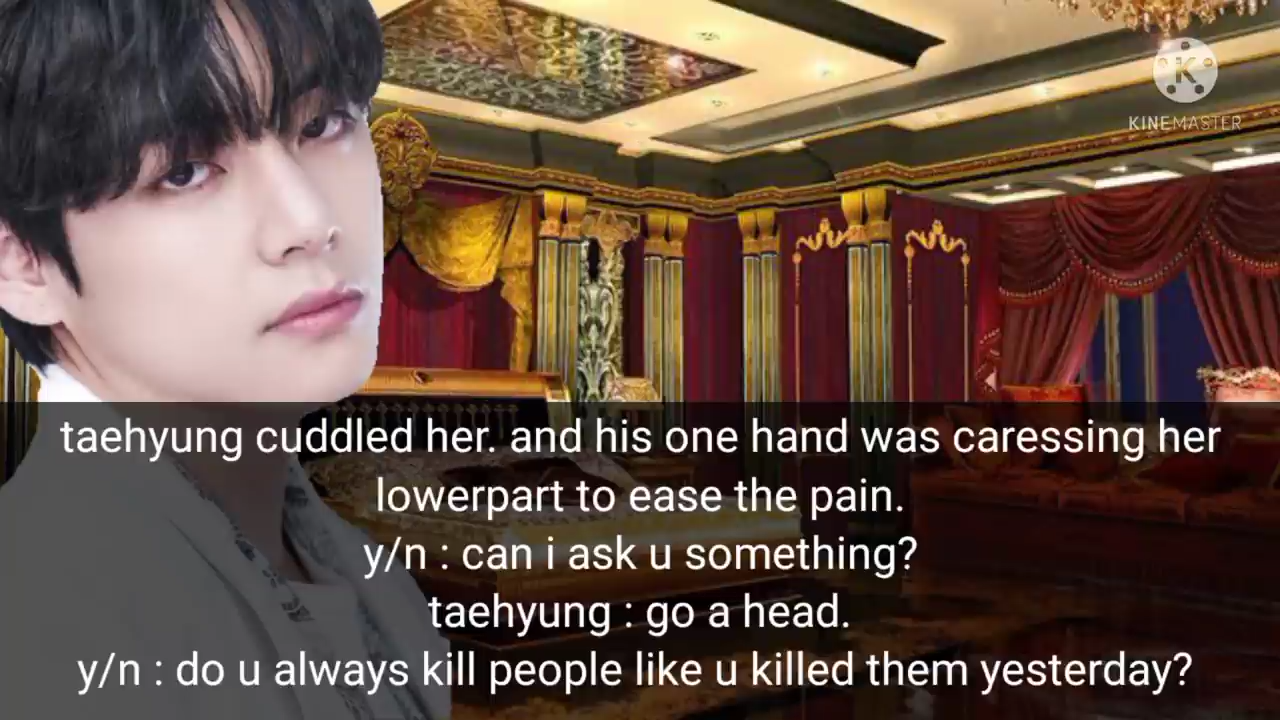 KINEMASTER
taehyung cuddled her. and his one hand was caressing her
lowerpart to ease the pain.
y/n : can i ask u something?
taehyung : go a head.
y/n : do u always kill people like u killed them yesterday?